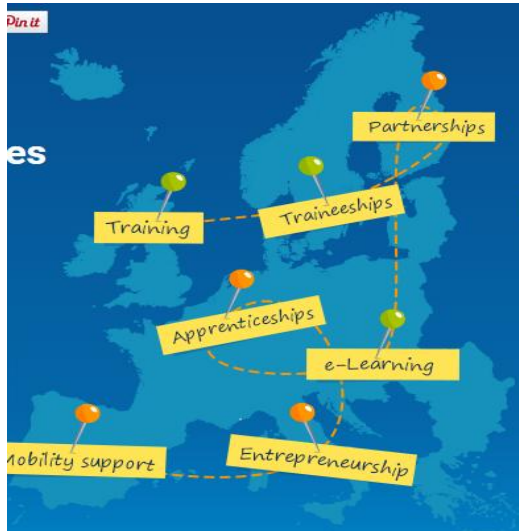 Pin it
Partnerships
es
Traineeships
Training
Apprenticeships
e-Learning
Entrepreneurship
Mobility support